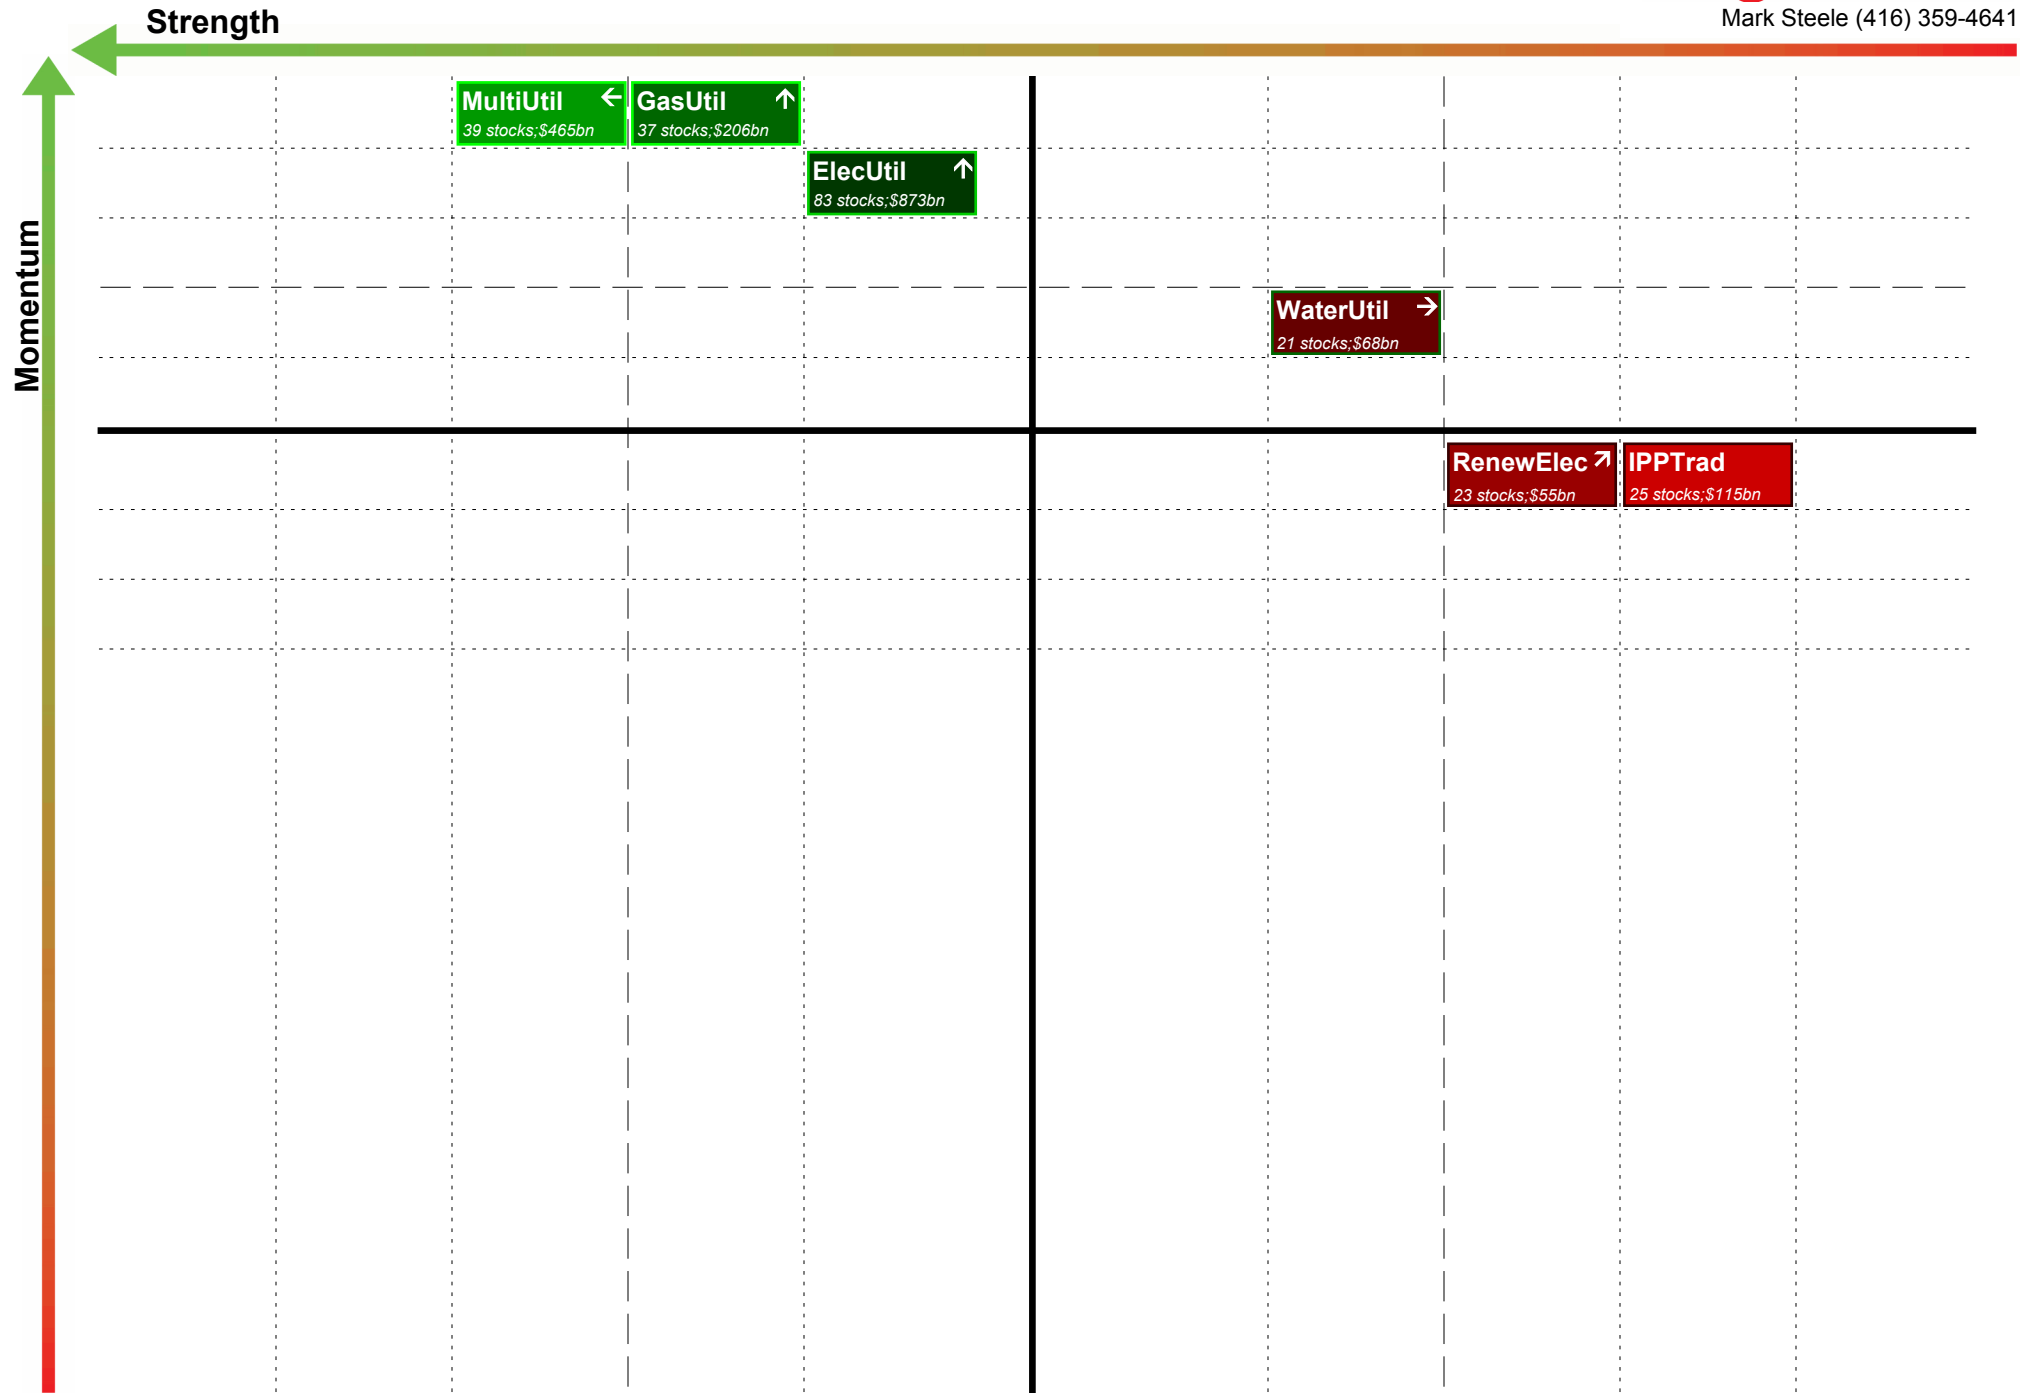 Strength
Mark Steele (416) 359-4641
Momentum
MultiUtil
39 stocks;$465bn
GasUtil
37 stocks;$206bn
ElecUtil
83 stocks;$873bn
WaterUtil
21 stocks;$68bn
RenewElec
23 stocks;$55bn
IPPTrad
25 stocks;$115bn